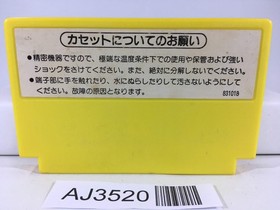 カセットについてのお願い
●精密機器ですので、極端な温度条件下での使用や保管および強い
ショックをさけてください。また、絶対に分解しないでください。
●端子部に手を触れたり、水にぬらしたりして汚さないようにして
ください。故障の原因となります。
831019
AJ3520